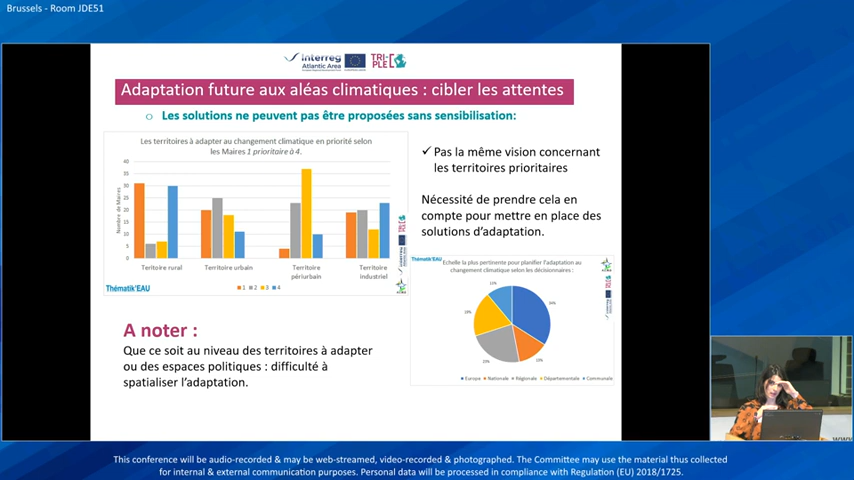 Brussels - Room JDE51
Interreg
Atlantic Area
TRI-
PLE
Adaptation future aux aléas climatiques : cibler les attentes
Les solutions ne peuvent pas être proposées sans sensibilisation:
Les territoires à adapter au changement climatique en priorité selon
les Maires 1 prioritaire à 4.
Nombre de Maires
40
35
30
25
20
15
10
5
0
Teritoire rural
Territoire urbain
Territoire
périurbain
Territoire
industriel
1 2 3 4
Thématik'EAU
Pas la même vision concernant
les territoires prioritaires
Nécessité de prendre cela en
compte pour mettre en place des
solutions d'adaptation.
Thématik'EAU
Echelle la plus pertinente pour planifier l'adaptation au
changement climatique selon les décisionnaires :
Europe Nationale Régionale Départementale Communale
A noter :
Que ce soit au niveau des territoires à adapter
ou des espaces politiques : difficulté à
spatialiser l'adaptation.
This conference will be audio-recorded & may be web-streamed, video-recorded & photographed. The Committee may use the material thus collected
for internal & external communication purposes. Personal data will be processed in compliance with Regulation (EU) 2018/1725.